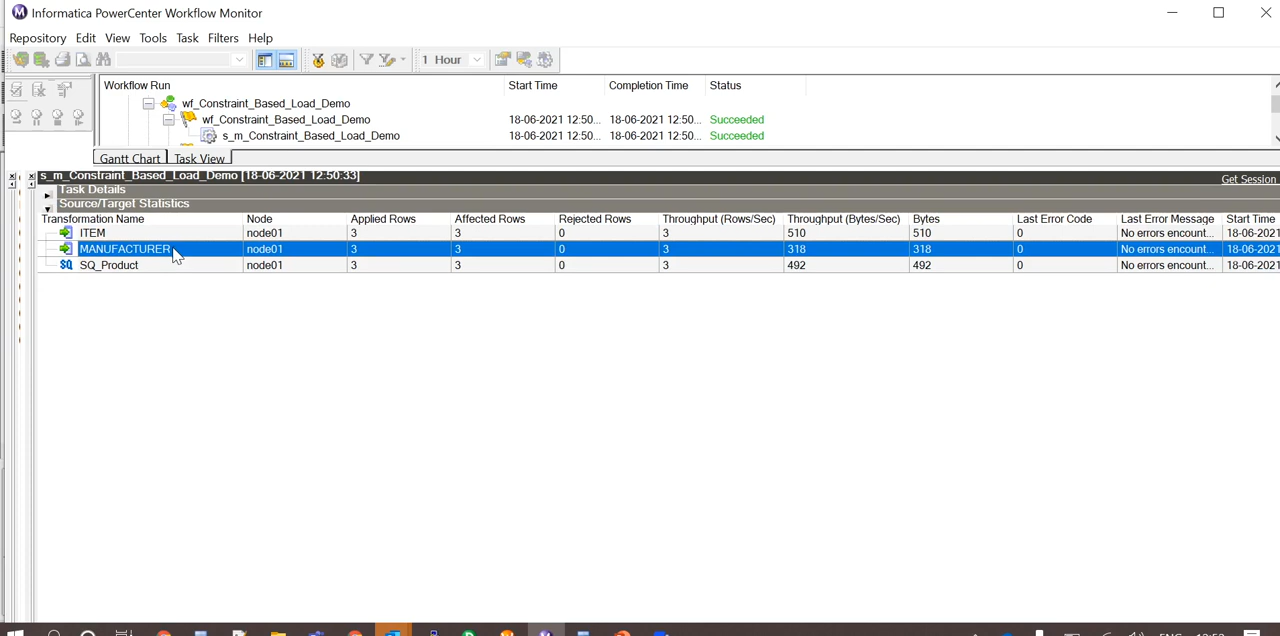 Informatica PowerCenter Workflow Monitor
Repository Edit View Tools Task Filters Help
1 Hour
Workflow Run Start Time Completion Time Status
wf_Constraint_Based_Load_Demo
wf_Constraint_Based_Load_Demo 18-06-2021 12:50... 18-06-2021 12:50... Succeeded
s_m_Constraint_Based_Load_Demo 18-06-2021 12:50... 18-06-2021 12:50... Succeeded
Gantt Chart Task View
s_m_Constraint_Based_Load_Demo [18-06-2021 12:50:33] Get Session
Task Details
Source/Target Statistics
Transformation Name Node Applied Rows Affected Rows Rejected Rows Throughput (Rows/Sec) Throughput (Bytes/Sec) Bytes Last Error Code Last Error Message Start Time
ITEM node01 3 3 0 3 510 510 0 No errors encount... 18-06-2021
MANUFACTURER node01 3 3 0 3 318 318 0 No errors encount... 18-06-2021
SQ SQ_Product node01 3 3 0 3 492 492 0 No errors encount... 18-06-2021